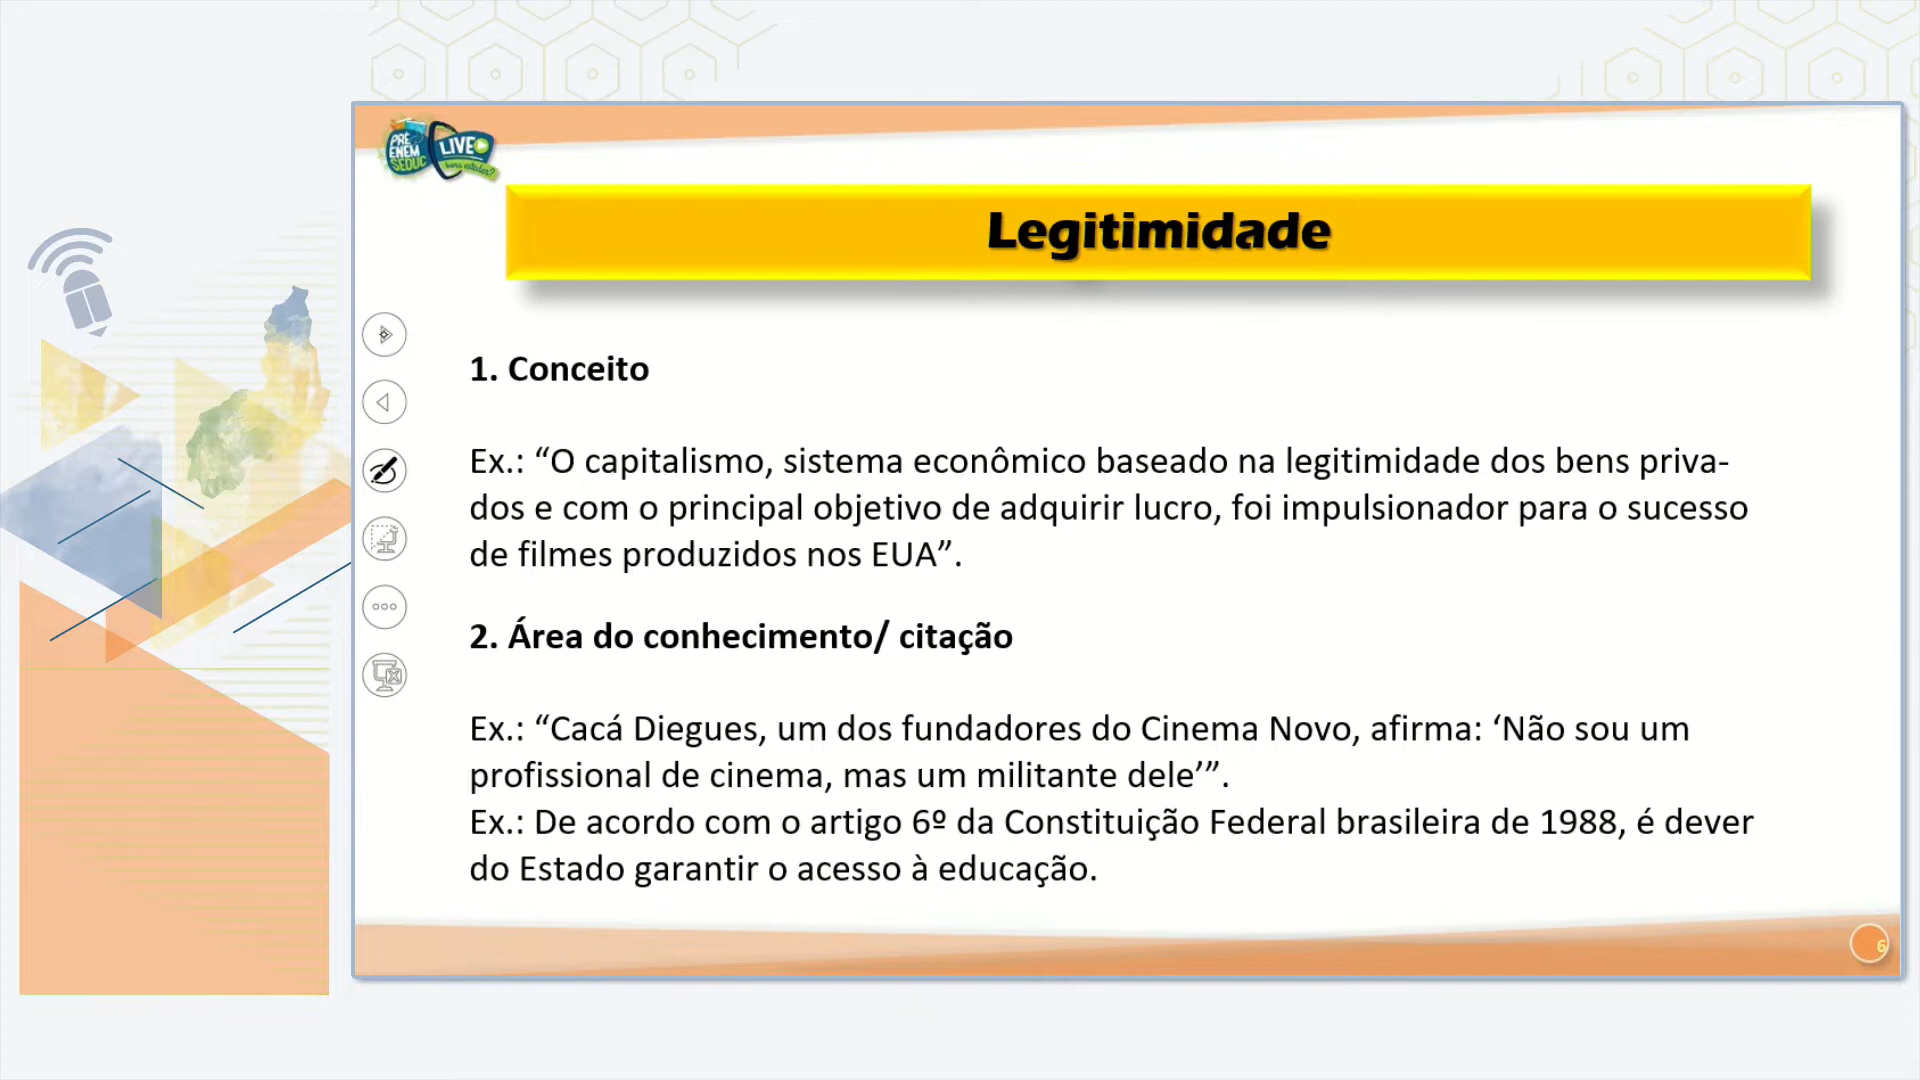 PRÉ
ENEM
SEDUC
LIVE
Legitimidade
1. Conceito
Ex.: “O capitalismo, sistema econômico baseado na legitimidade dos bens priva-
dos e com o principal objetivo de adquirir lucro, foi impulsionador para o sucesso
de filmes produzidos nos EUA”.
2. Área do conhecimento/ citação
Ex.: “Cacá Diegues, um dos fundadores do Cinema Novo, afirma: ‘Não sou um
profissional de cinema, mas um militante dele’”.
Ex.: De acordo com o artigo 6º da Constituição Federal brasileira de 1988, é dever
do Estado garantir o acesso à educação.
6